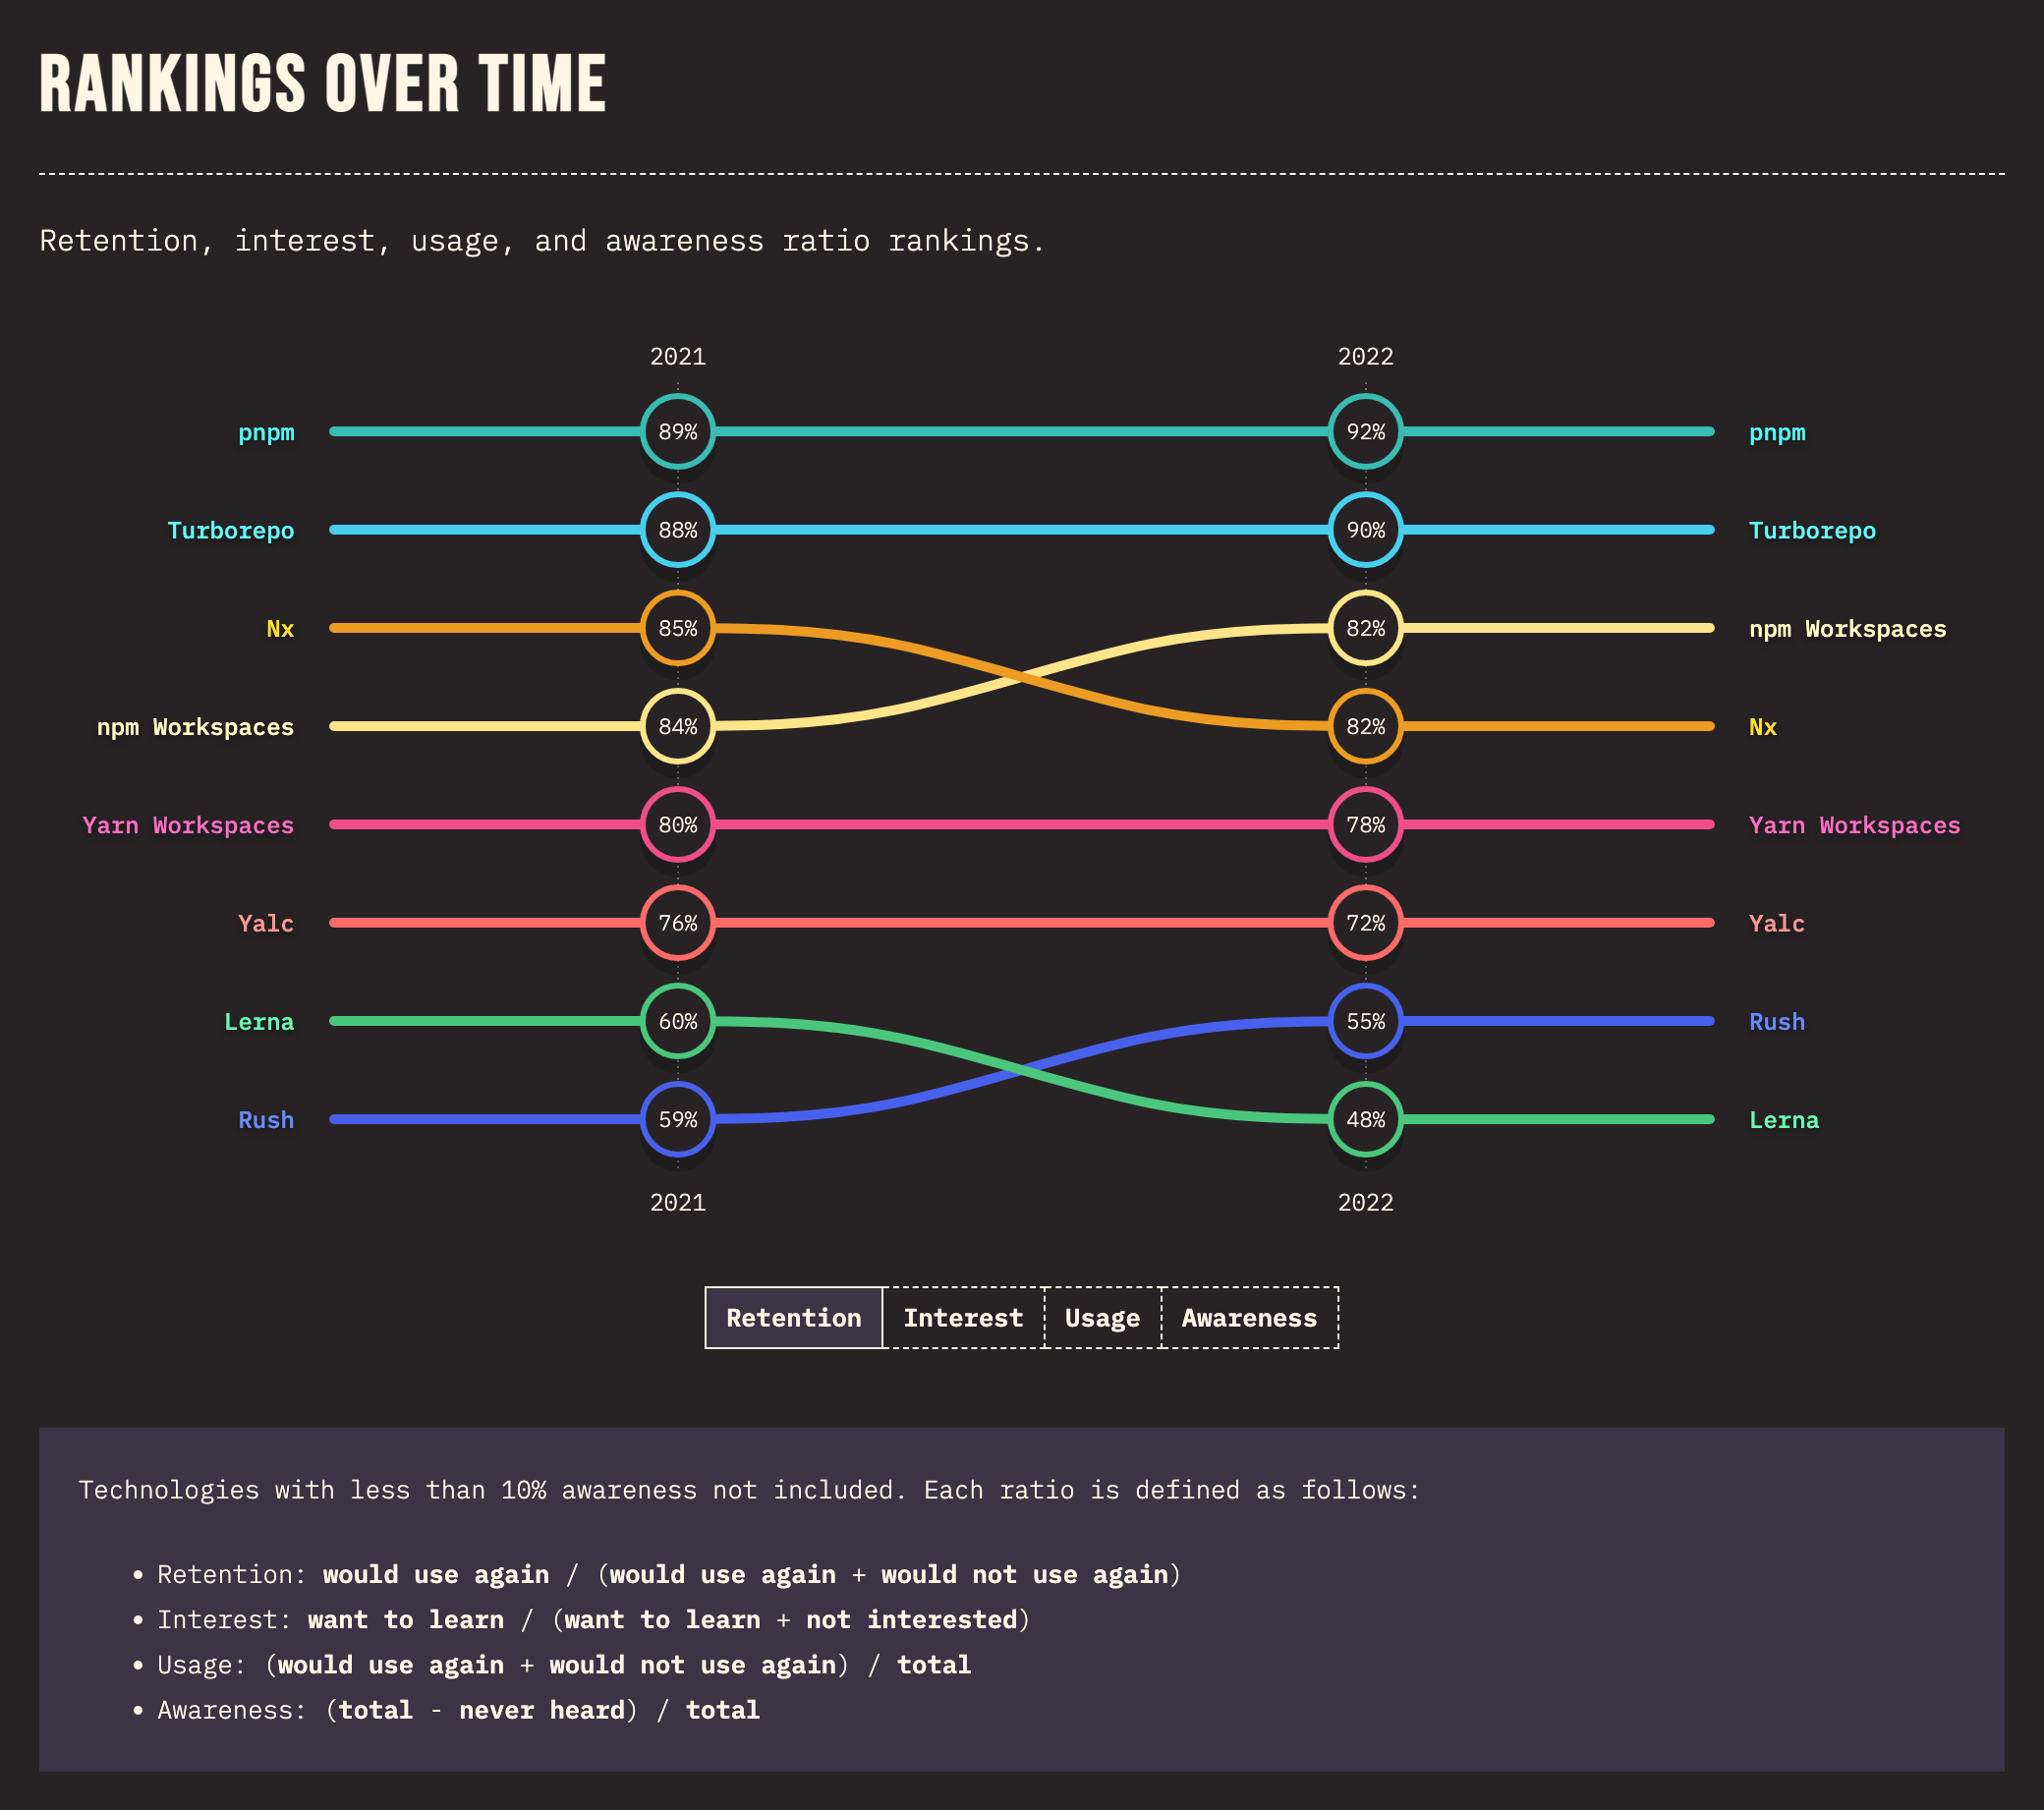 RANKINGS OVER TIME
Retention, interest, usage, and awareness ratio rankings.
2021 2022
pnpm 89% 92% pnpm
Turborepo 88% 90% Turborepo
Nx 85% 82% npm Workspaces
npm Workspaces 84% 82% Nx
Yarn Workspaces 80% 78% Yarn Workspaces
Yalc 76% 72% Yalc
Lerna 60% 55% Rush
Rush 59% 48% Lerna
2021 2022
Retention Interest Usage Awareness
Technologies with less than 10% awareness not included. Each ratio is defined as follows:
• Retention: would use again / (would use again + would not use again)
• Interest: want to learn / (want to learn + not interested)
• Usage: (would use again + would not use again) / total
• Awareness: (total - never heard) / total